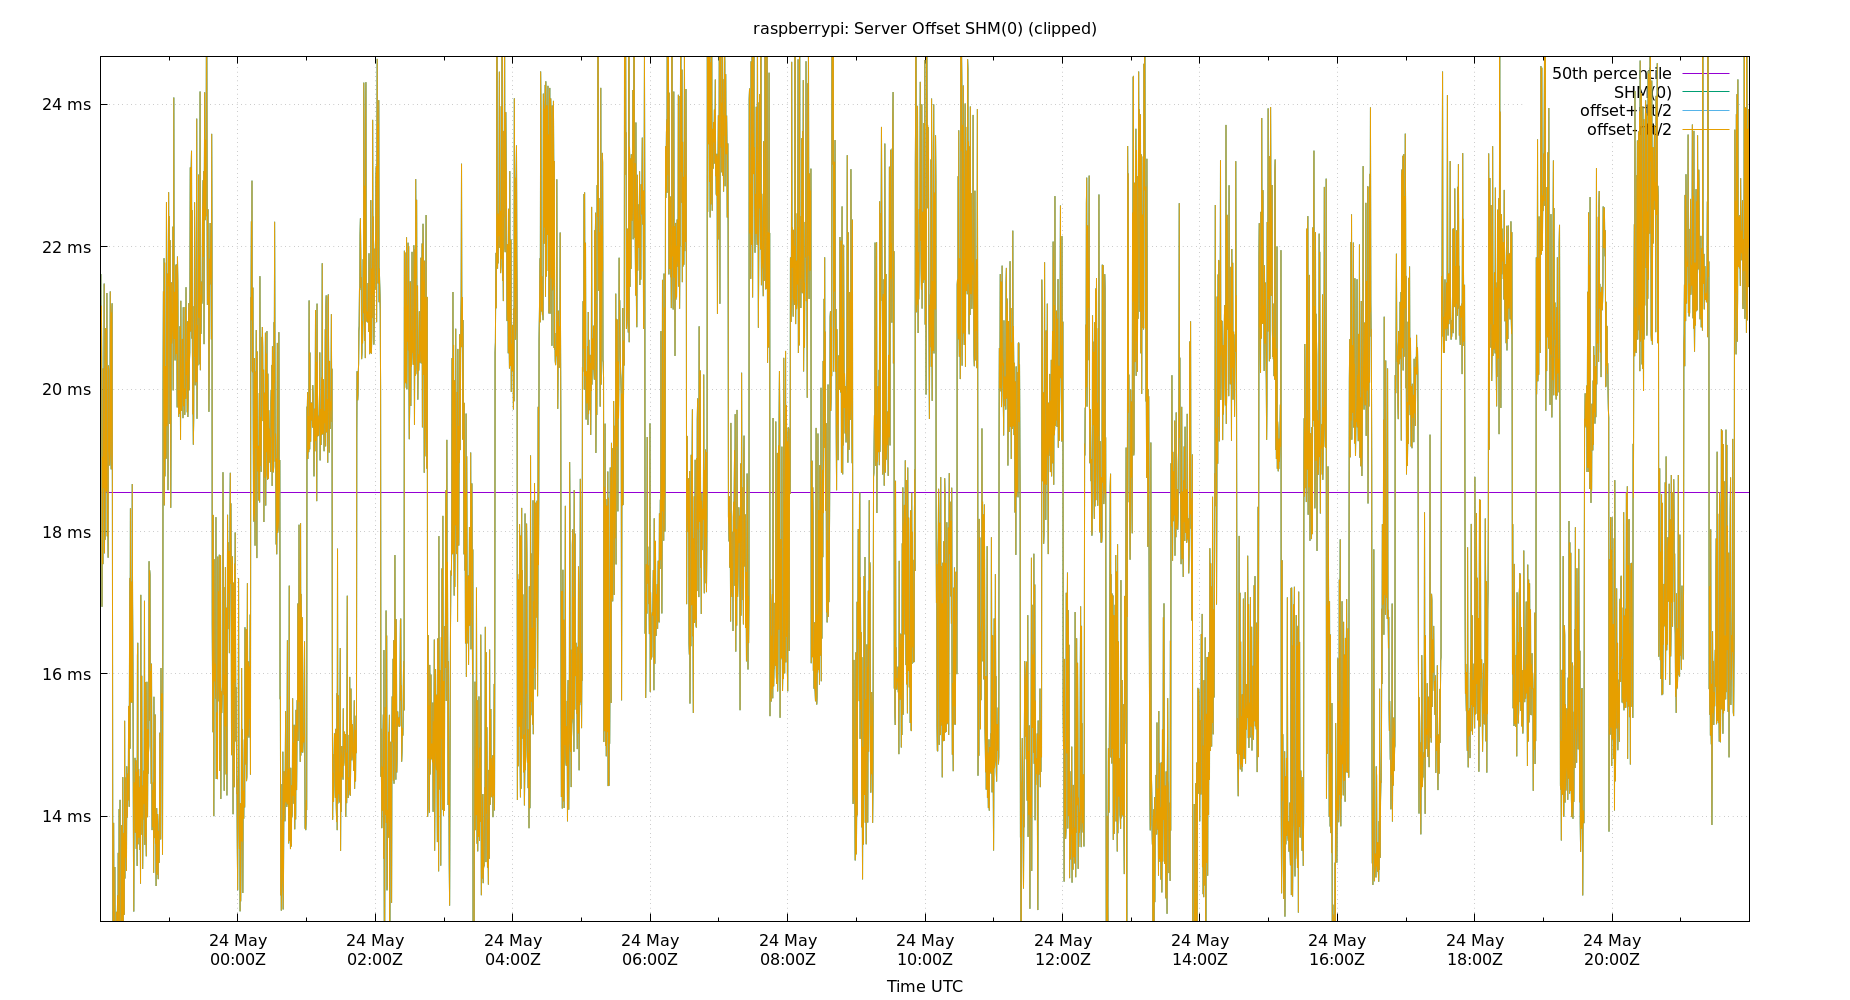 raspberrypi: Server Offset SHM(0) (clipped)
50th percentile
SHM(0)
offset+rtt/2
offset-rtt/2
24 ms
22 ms
20 ms
18 ms
16 ms
14 ms
24 May 24 May 24 May 24 May 24 May 24 May 24 May 24 May 24 May 24 May 24 May
00:00Z 02:00Z 04:00Z 06:00Z 08:00Z 10:00Z 12:00Z 14:00Z 16:00Z 18:00Z 20:00Z
Time UTC